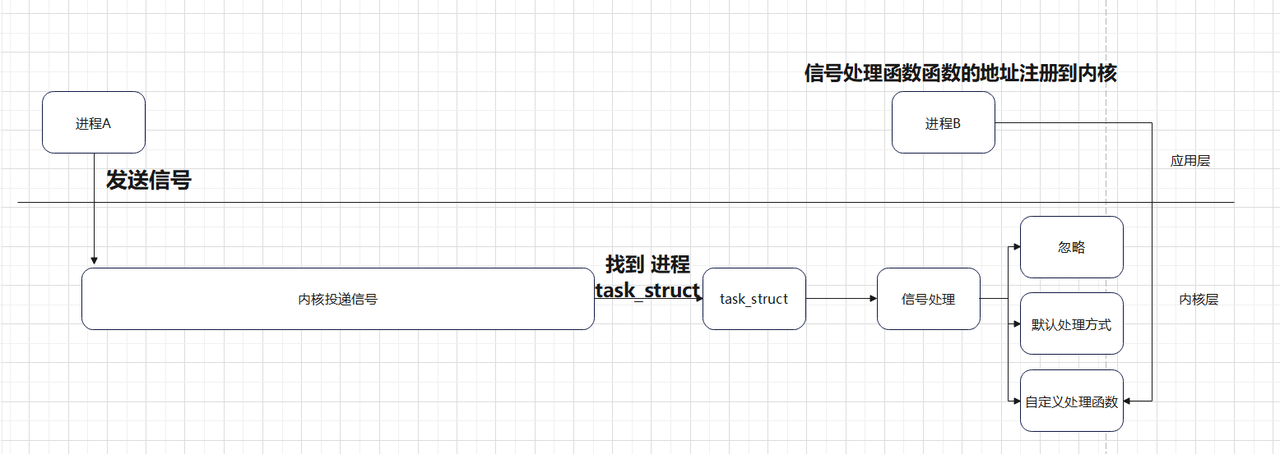 信号处理函数函数的地址注册到内核
进程A
进程B
应用层
发送信号
忽略
找到 进程
task_struct
内核投递信号
task_struct
信号处理
内核层
默认处理方式
自定义处理函数